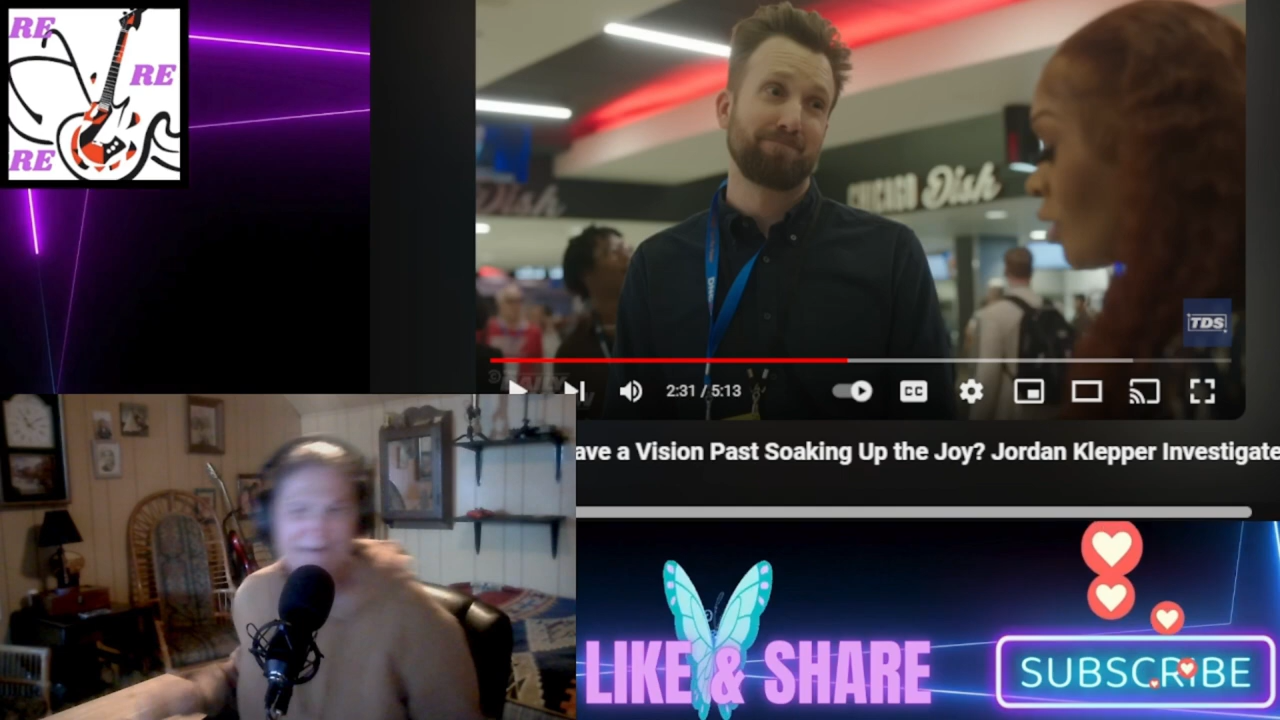 RE
RE
RE
CHICAGO Dish
Dish
TDS
2:31 / 5:13
CC
ave a Vision Past Soaking Up the Joy? Jordan Klepper Investigate
LIKE & SHARE
SUBSCRIBE